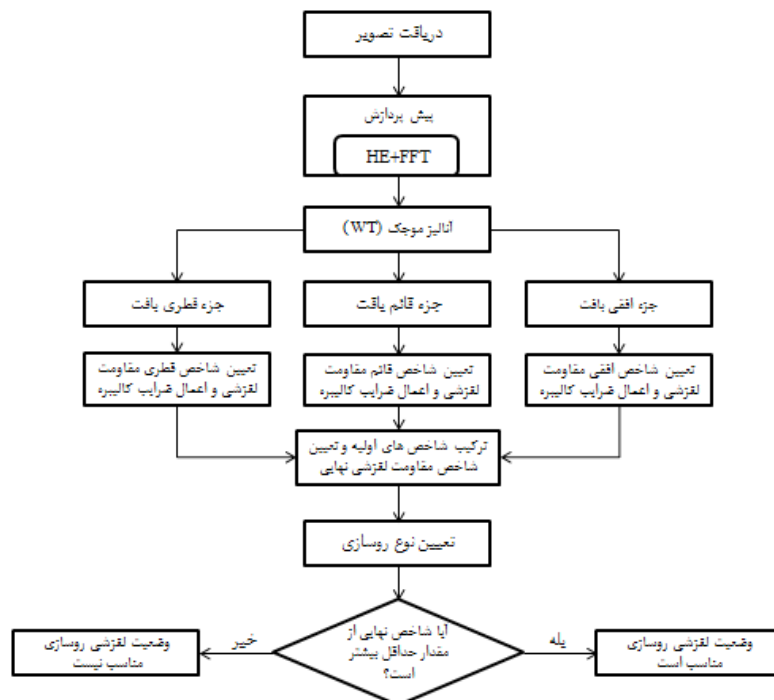 دریافت تصویر
پیش پردازش
HE+FFT
آنالیز موجک (WT)
جزء افقی بافت
جزء قائم بافت
جزء قطری بافت
تعیین شاخص افقی مقاومت
لغزشی و اعمال ضرایب کالیبره
تعیین شاخص قائم مقاومت
لغزشی و اعمال ضرایب کالیبره
تعیین شاخص قطری مقاومت
لغزشی و اعمال ضرایب کالیبره
ترکیب شاخص های اولیه و تعیین
شاخص مقاومت لغزشی نهایی
تعیین نوع روسازی
آیا شاخص نهایی از
مقدار حداقل بیشتر
است؟
بله
خیر
وضعیت لغزشی روسازی
مناسب است
وضعیت لغزشی روسازی
مناسب نیست